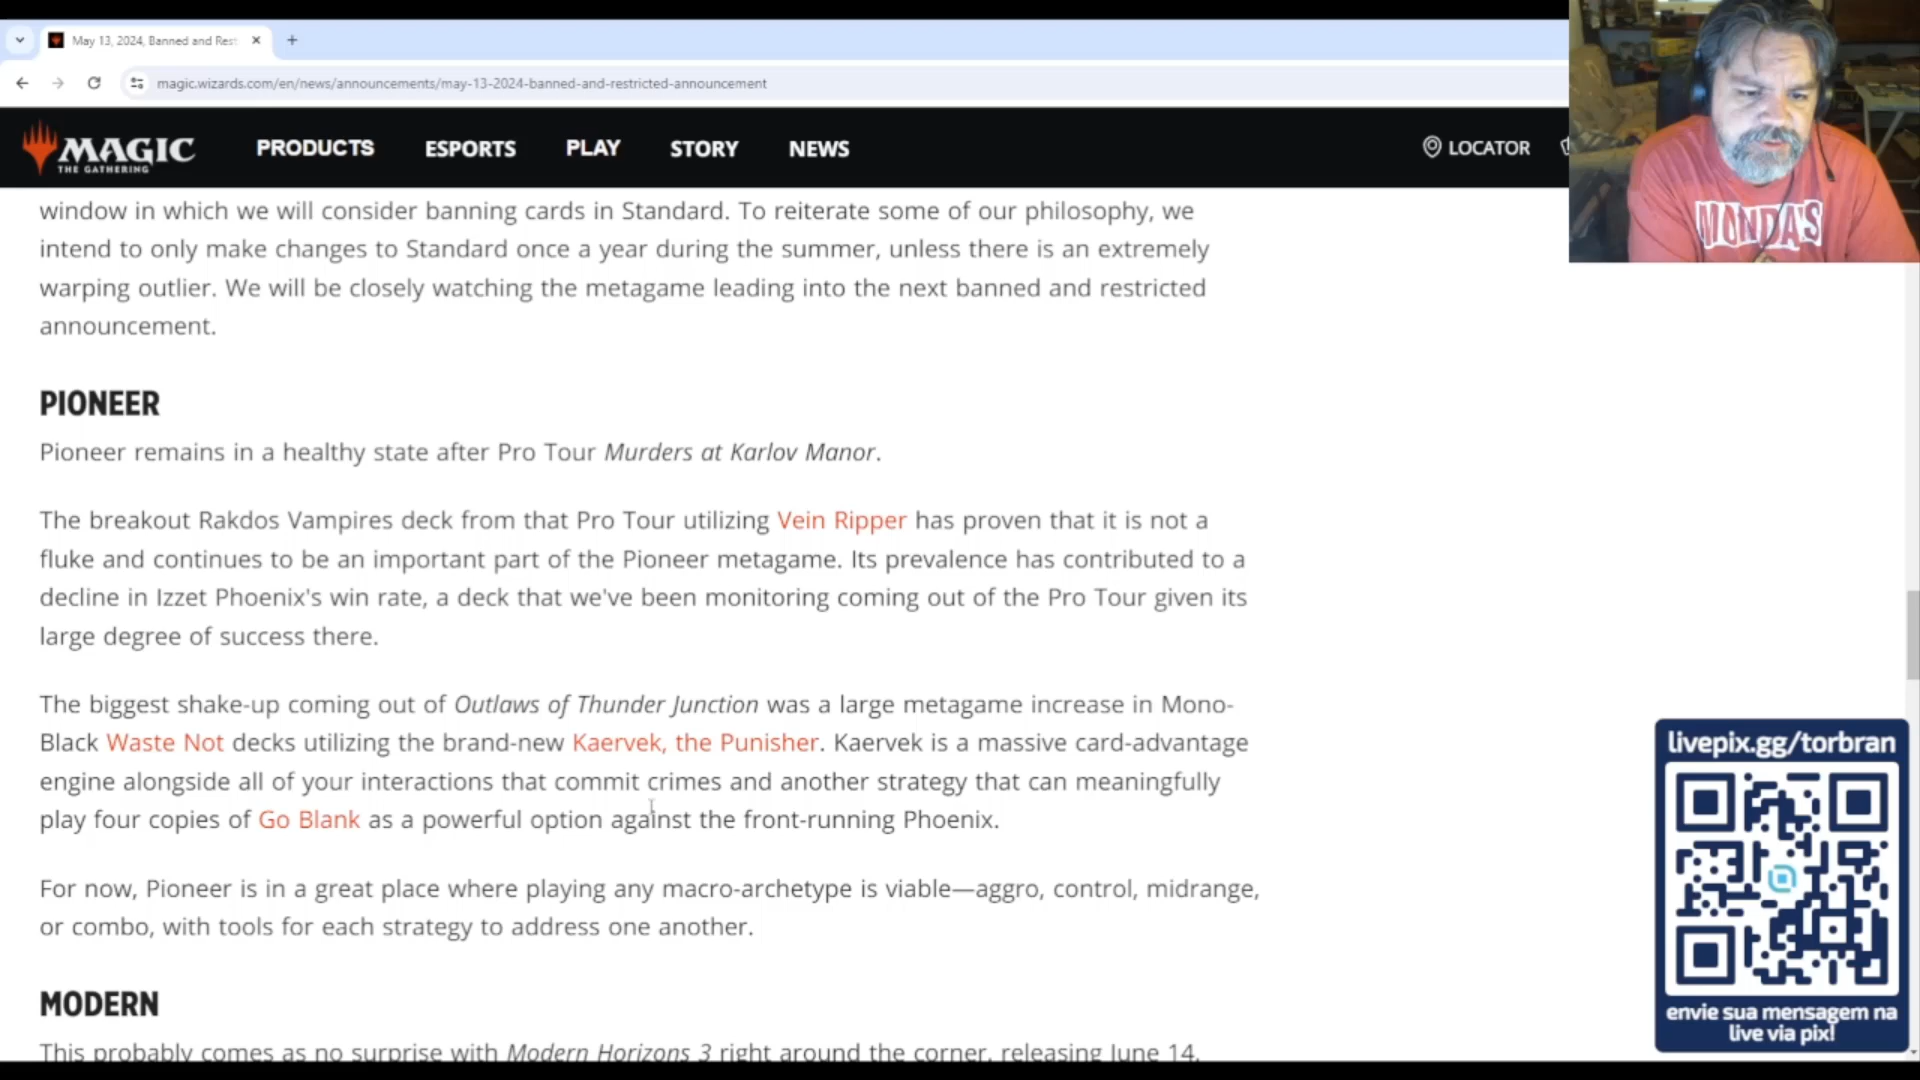 May 13, 2024, Banned and Rest
magic.wizards.com/en/news/announcements/may-13-2024-banned-and-restricted-announcement
MAGIC
THE GATHERING
PRODUCTS
ESPORTS
PLAY
STORY
NEWS
LOCATOR
MONDAYS
window in which we will consider banning cards in Standard. To reiterate some of our philosophy, we
intend to only make changes to Standard once a year during the summer, unless there is an extremely
warping outlier. We will be closely watching the metagame leading into the next banned and restricted
announcement.
PIONEER
Pioneer remains in a healthy state after Pro Tour Murders at Karlov Manor.
The breakout Rakdos Vampires deck from that Pro Tour utilizing Vein Ripper has proven that it is not a
fluke and continues to be an important part of the Pioneer metagame. Its prevalence has contributed to a
decline in Izzet Phoenix's win rate, a deck that we've been monitoring coming out of the Pro Tour given its
large degree of success there.
The biggest shake-up coming out of Outlaws of Thunder Junction was a large metagame increase in Mono-
Black Waste Not decks utilizing the brand-new Kaervek, the Punisher. Kaervek is a massive card-advantage
engine alongside all of your interactions that commit crimes and another strategy that can meaningfully
play four copies of Go Blank as a powerful option against the front-running Phoenix.
For now, Pioneer is in a great place where playing any macro-archetype is viable—aggro, control, midrange,
or combo, with tools for each strategy to address one another.
MODERN
This probably comes as no surprise with Modern Horizons 3 right around the corner, releasing June 14,
livepix.gg/torbran
envie sua mensagem na
live via pix!